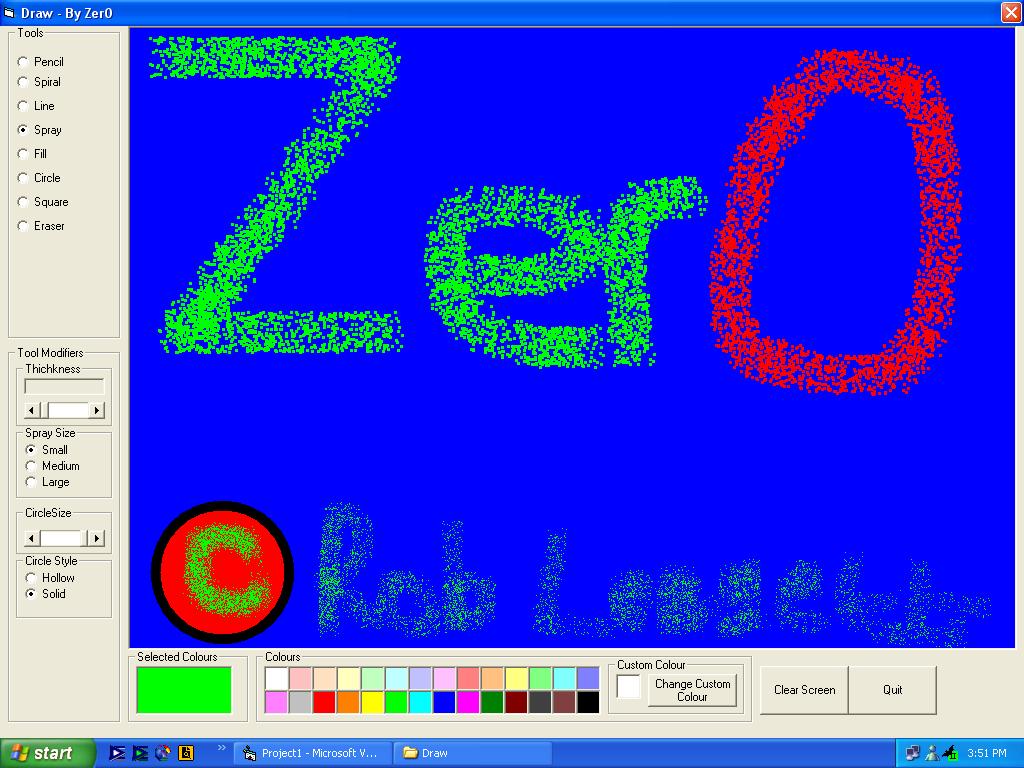 Draw - By Zer0
Tools
Pencil
Spiral
Line
Spray
Fill
Circle
Square
Eraser
Tool Modifiers
Thichkness
Spray Size
Small
Medium
Large
CircleSize
Circle Style
Hollow
Solid
Zer0
C Rob
Selected Colours
Colours
Custom Colour
Change Custom
Colour
Clear Screen
Quit
start
Project1 - Microsoft V...
Draw
3:51 PM